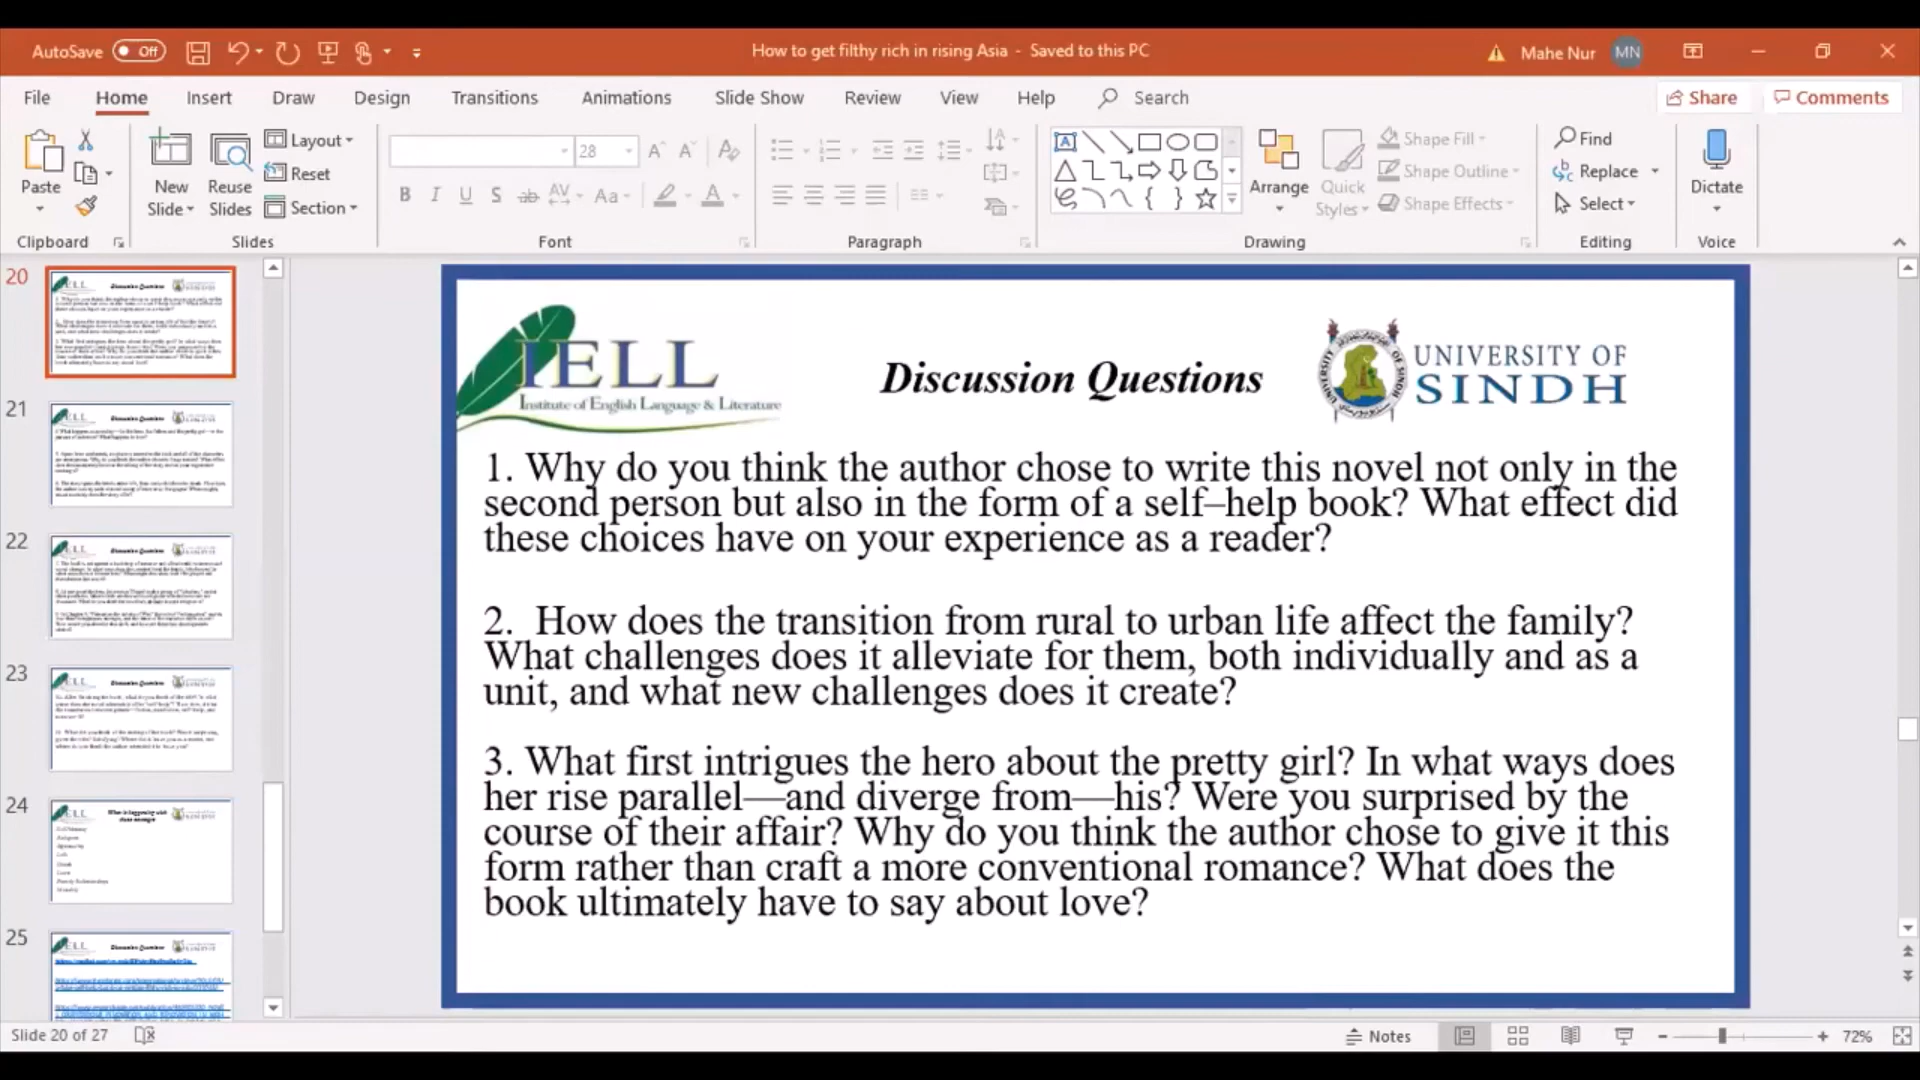 AutoSave Off
How to get filthy rich in rising Asia - Saved to this PC
Mahe Nur MN
File Home Insert Draw Design Transitions Animations Slide Show Review View Help Search
Share Comments
Paste
New Slide
Reuse Slides
Layout
Reset
Section
28
Arrange
Quick Styles
Shape Fill
Shape Outline
Shape Effects
Find
Replace
Select
Dictate
Clipboard Slides Font Paragraph Drawing Editing Voice
20
21
22
23
24
25
IELL
Institute of English Language & Literature
Discussion Questions
UNIVERSITY OF
SINDH
1. Why do you think the author chose to write this novel not only in the
second person but also in the form of a self–help book? What effect did
these choices have on your experience as a reader?
2.  How does the transition from rural to urban life affect the family?
What challenges does it alleviate for them, both individually and as a
unit, and what new challenges does it create?
3. What first intrigues the hero about the pretty girl? In what ways does
her rise parallel—and diverge from—his? Were you surprised by the
course of their affair? Why do you think the author chose to give it this
form rather than craft a more conventional romance? What does the
book ultimately have to say about love?
Slide 20 of 27
Notes
72%